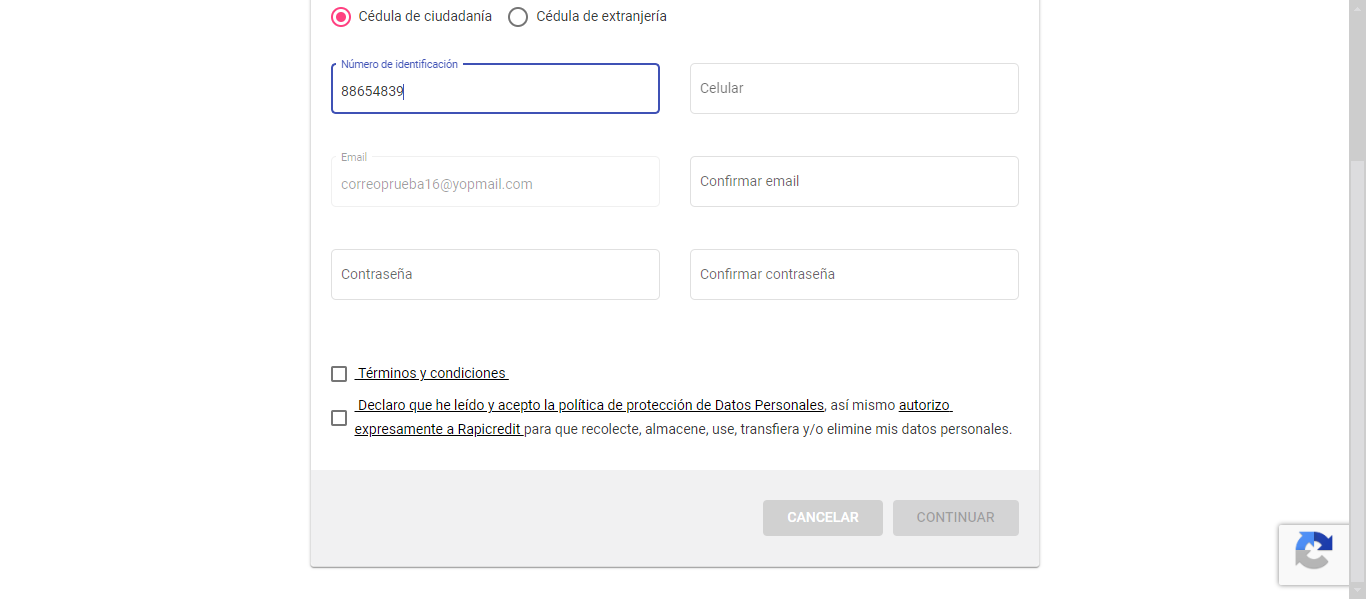 Cédula de ciudadanía Cédula de extranjería
Número de identificación
88654839 Celular
Email
correoprueba16@yopmail.com Confirmar email
Contraseña Confirmar contraseña
Términos y condiciones
Declaro que he leído y acepto la política de protección de Datos Personales, así mismo autorizo
expresamente a Rapicredit para que recolecte, almacene, use, transfiera y/o elimine mis datos personales.
CANCELAR CONTINUAR